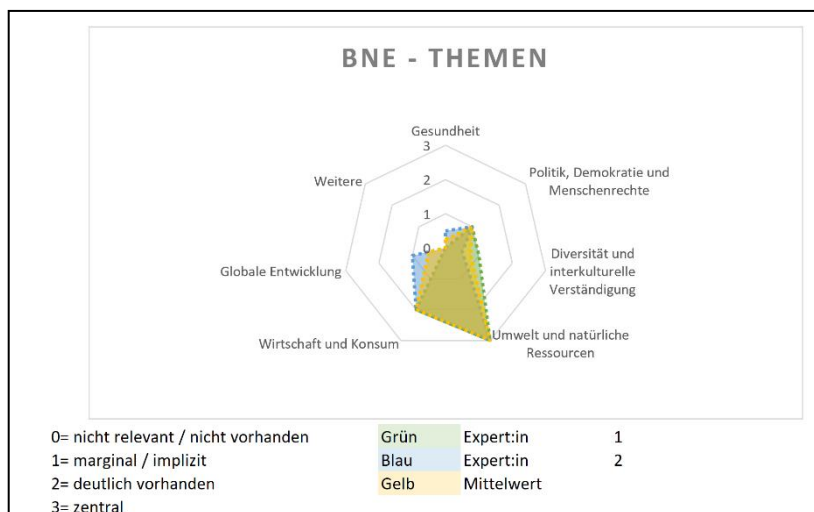 BNE - THEMEN
Gesundheit
3
2
1
0
Politik, Demokratie und
Menschenrechte
Diversität und
interkulturelle
Verständigung
Umwelt und natürliche
Ressourcen
Wirtschaft und Konsum
Globale Entwicklung
Weitere
0= nicht relevant / nicht vorhanden
1= marginal / implizit
2= deutlich vorhanden
3= zentral
Grün Expert:in 1
Blau Expert:in 2
Gelb Mittelwert